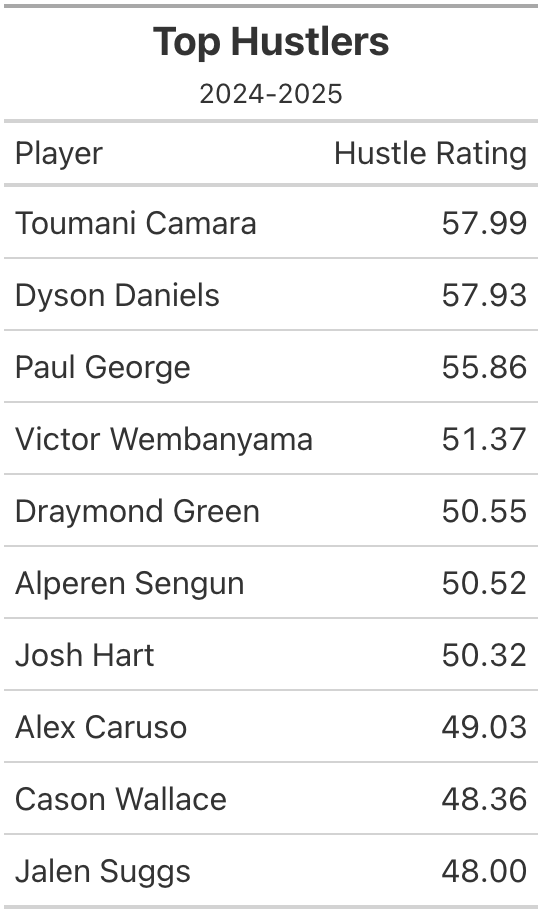 Top Hustlers
2024-2025
Player Hustle Rating
Toumani Camara 57.99
Dyson Daniels 57.93
Paul George 55.86
Victor Wembanyama 51.37
Draymond Green 50.55
Alperen Sengun 50.52
Josh Hart 50.32
Alex Caruso 49.03
Cason Wallace 48.36
Jalen Suggs 48.00